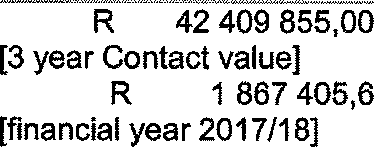 R 42 409 855,00
[3 year Contact value]
R 1 867 405,6
[financial year 2017/18]